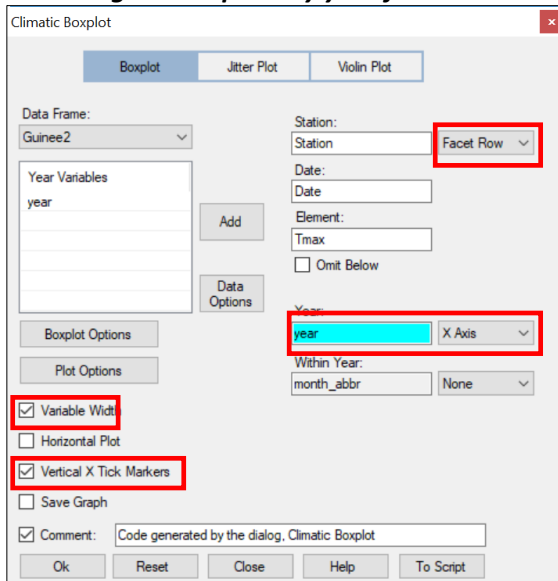 Climatic Boxplot
Boxplot
Jitter Plot
Violin Plot
Data Frame:
Guinee2
Year Variables
year
Add
Data Options
Boxplot Options
Plot Options
Station:
Station
Facet Row
Date:
Date
Element:
Tmax
Omit Below
Year:
year
X Axis
Within Year:
month_abbr
None
Variable Width
Horizontal Plot
Vertical X Tick Markers
Save Graph
Comment:
Code generated by the dialog, Climatic Boxplot
Ok
Reset
Close
Help
To Script